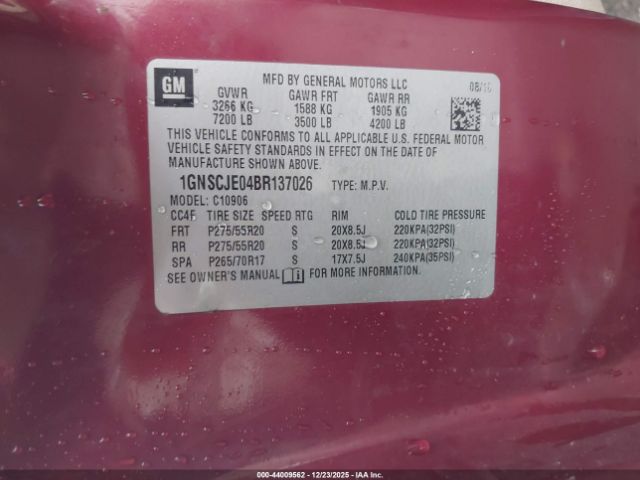 GM
MFD BY GENERAL MOTORS LLC
08/10
GVWR GAWR FRT GAWR RR
3266 KG 1588 KG 1905 KG
7200 LB 3500 LB 4200 LB
THIS VEHICLE CONFORMS TO ALL APPLICABLE U.S. FEDERAL MOTOR
VEHICLE SAFETY STANDARDS IN EFFECT ON THE DATE OF
MANUFACTURE SHOWN ABOVE.
1GNSCJE04BR137026 TYPE: M.P.V.
MODEL: C10906
CC4F TIRE SIZE SPEED RTG RIM COLD TIRE PRESSURE
FRT P275/55R20 S 20X8.5J 220KPA(32PSI)
RR P275/55R20 S 20X8.5J 220KPA(32PSI)
SPA P265/70R17 S 17X7.5J 240KPA(35PSI)
SEE OWNER'S MANUAL FOR MORE INFORMATION.
000-44009562 - 12/23/2025 - IAAI.COM